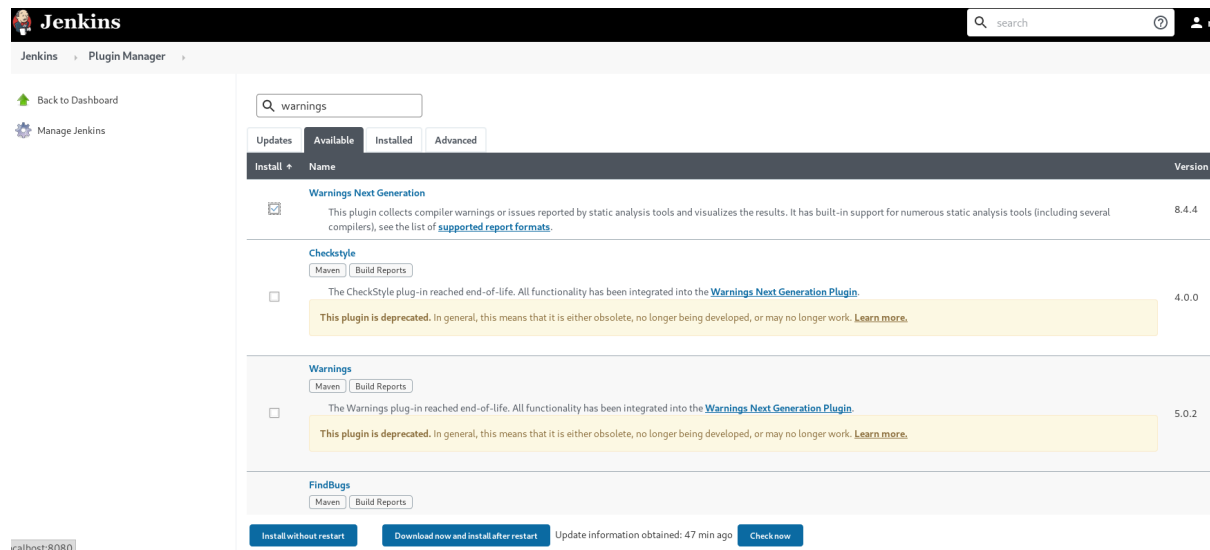 Jenkins
search
Jenkins Plugin Manager
Back to Dashboard
Manage Jenkins
warnings
Updates Available Installed Advanced
Install ↑ Name Version
Warnings Next Generation
This plugin collects compiler warnings or issues reported by static analysis tools and visualizes the results. It has built-in support for numerous static analysis tools (including several
compilers), see the list of supported report formats.
8.4.4
Checkstyle
Maven Build Reports
The CheckStyle plug-in reached end-of-life. All functionality has been integrated into the Warnings Next Generation Plugin.
4.0.0
This plugin is deprecated. In general, this means that it is either obsolete, no longer being developed, or may no longer work. Learn more.
Warnings
Maven Build Reports
The Warnings plug-in reached end-of-life. All functionality has been integrated into the Warnings Next Generation Plugin.
5.0.2
This plugin is deprecated. In general, this means that it is either obsolete, no longer being developed, or may no longer work. Learn more.
FindBugs
Maven Build Reports
Install without restart Download now and install after restart Update information obtained: 47 min ago Check now
calhost:8080